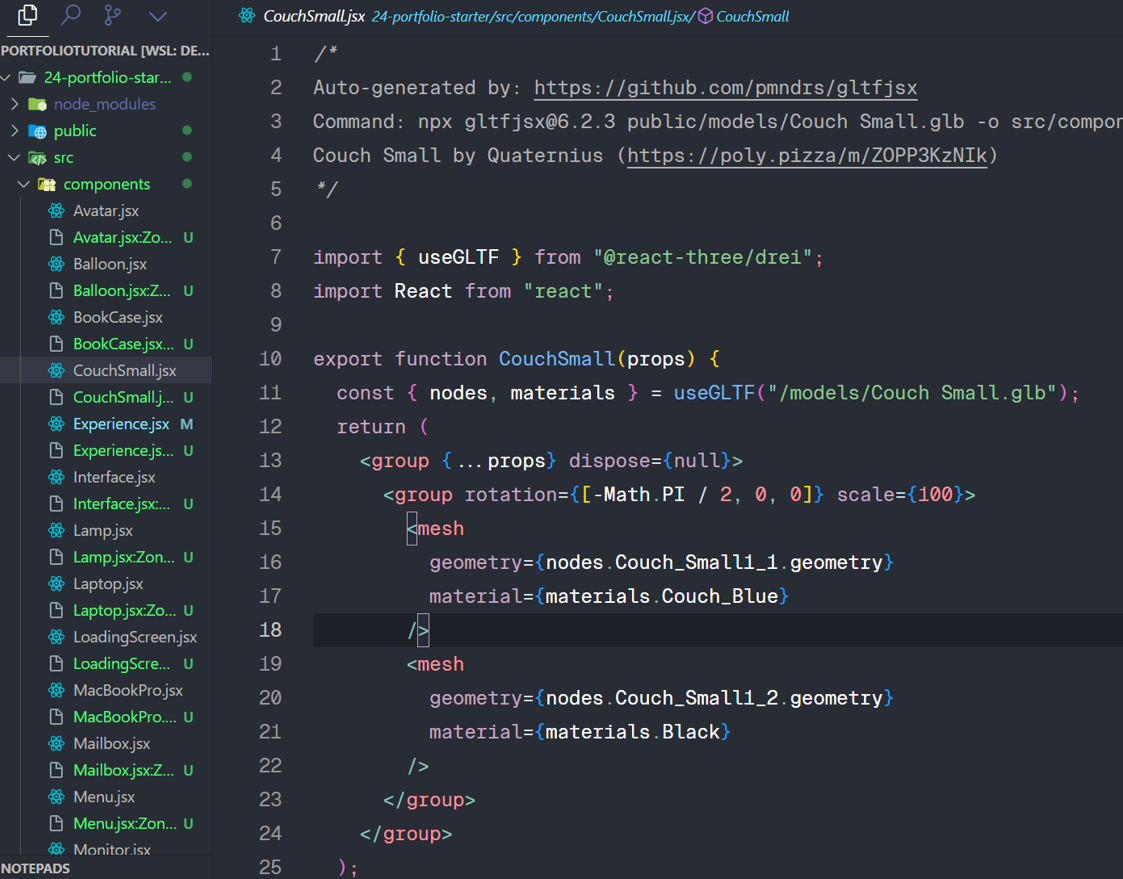 CouchSmall.jsx 24-portfolio-starter/src/components/CouchSmall.jsx/ CouchSmall
PORTFOLIOTUTORIAL [WSL: DE...
24-portfolio-star...
node_modules
public
src
components
Avatar.jsx
Avatar.jsx:Zo... U
Balloon.jsx
Balloon.jsx:Z... U
BookCase.jsx
BookCase.jsx... U
CouchSmall.jsx
CouchSmall.j... U
Experience.jsx M
Experience.js... U
Interface.jsx
Interface.jsx:... U
Lamp.jsx
Lamp.jsx:Zon... U
Laptop.jsx
Laptop.jsx:Zo... U
LoadingScreen.jsx
LoadingScre... U
MacBookPro.jsx
MacBookPro.... U
Mailbox.jsx
Mailbox.jsx:Z... U
Menu.jsx
Menu.jsx:Zon... U
Monitor.jsx
NOTEPADS
1 /*
2 Auto-generated by: https://github.com/pmndrs/gltfjsx
3 Command: npx gltfjsx@6.2.3 public/models/Couch Small.glb -o src/compon
4 Couch Small by Quaternius (https://poly.pizza/m/ZOPP3KzNIk)
5 */
6
7 import { useGLTF } from "@react-three/drei";
8 import React from "react";
9
10 export function CouchSmall(props) {
11 const { nodes, materials } = useGLTF("/models/Couch Small.glb");
12 return (
13 <group {...props} dispose={null}>
14 <group rotation={[-Math.PI / 2, 0, 0]} scale={100}>
15 <mesh
16 geometry={nodes.Couch_Small1_1.geometry}
17 material={materials.Couch_Blue}
18 />
19 <mesh
20 geometry={nodes.Couch_Small1_2.geometry}
21 material={materials.Black}
22 />
23 </group>
24 </group>
25 );